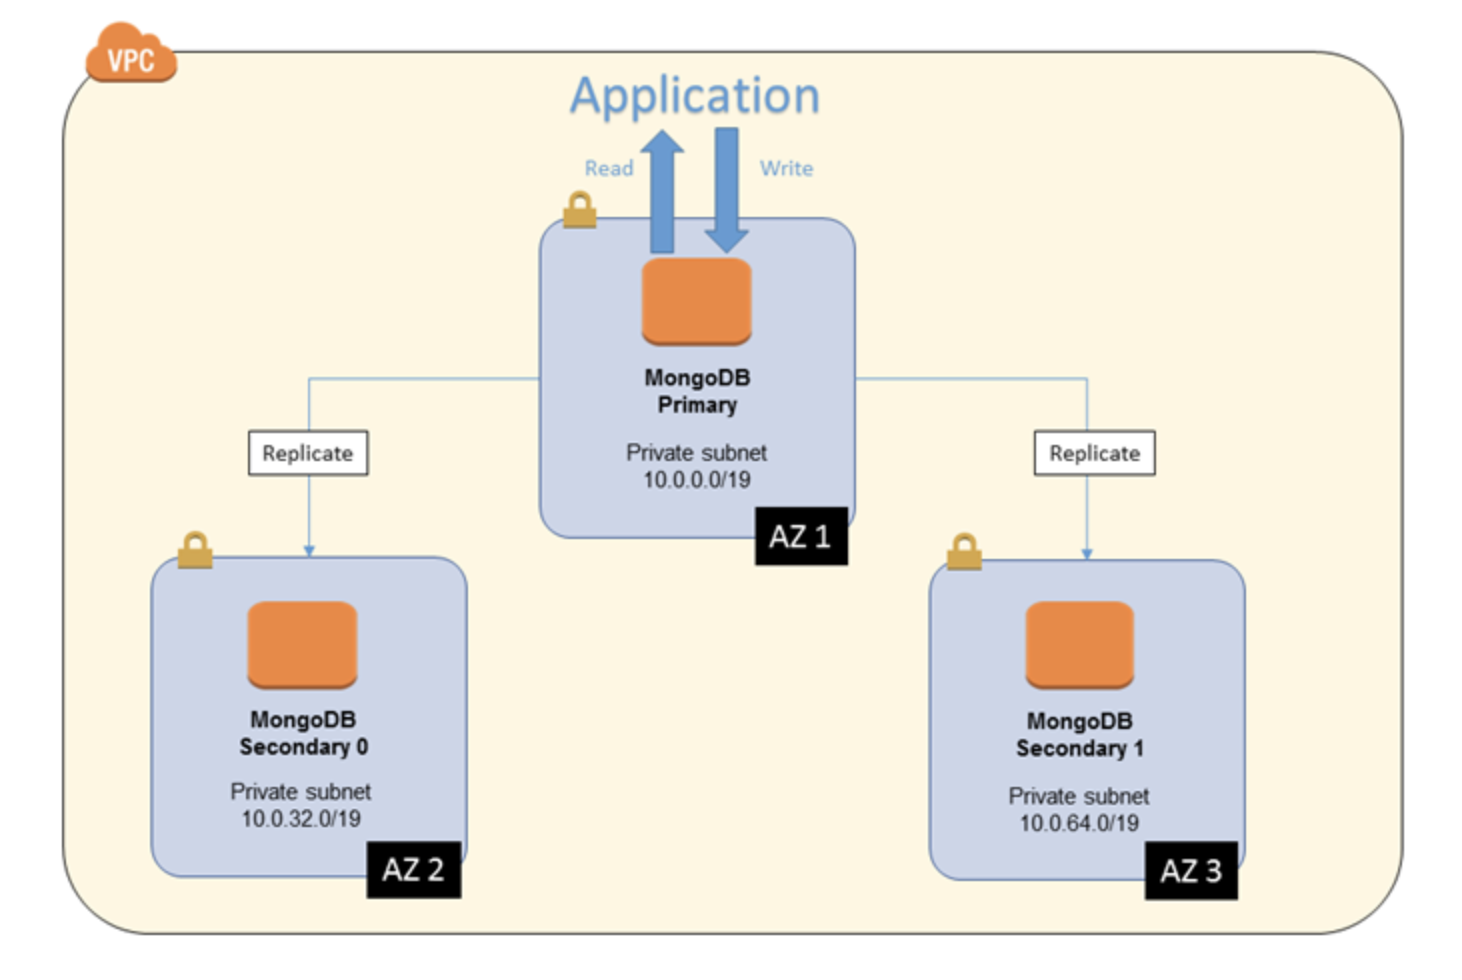 VPC
Application
Read
Write
MongoDB
Primary
Private subnet
10.0.0.0/19
AZ 1
Replicate
Replicate
MongoDB
Secondary 0
Private subnet
10.0.32.0/19
AZ 2
MongoDB
Secondary 1
Private subnet
10.0.64.0/19
AZ 3